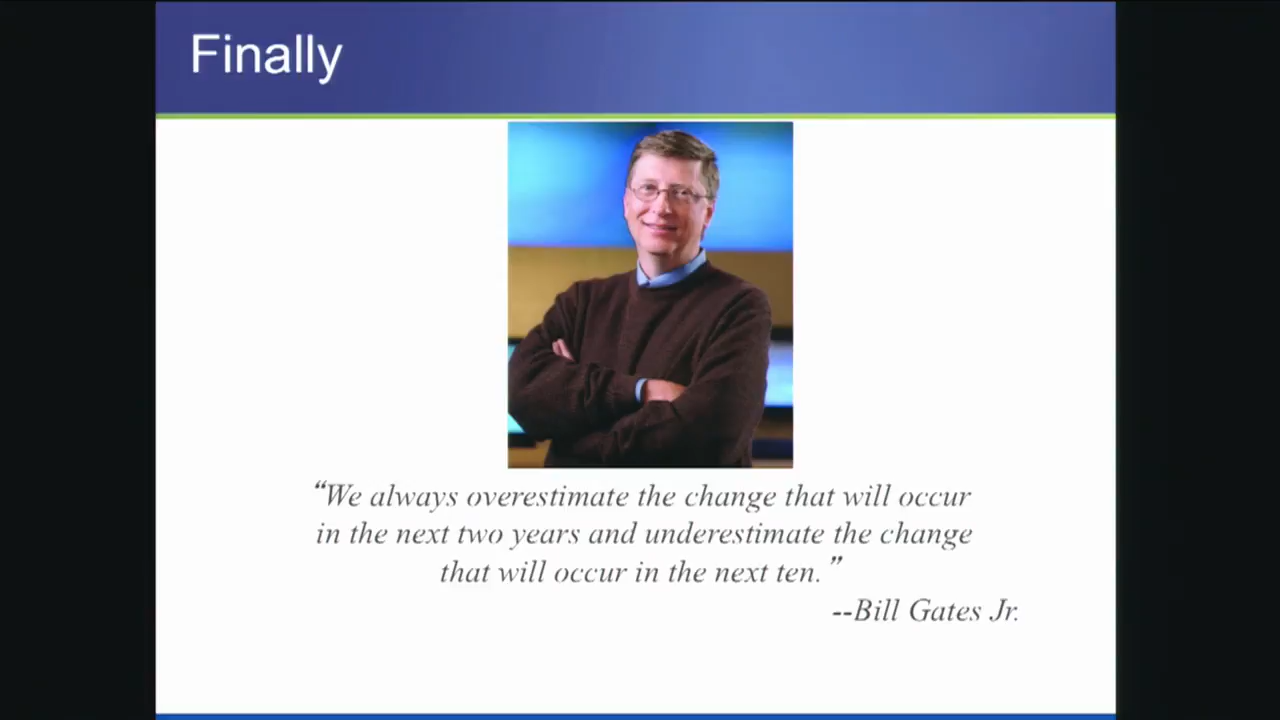 Finally
“We always overestimate the change that will occur
in the next two years and underestimate the change
that will occur in the next ten.”
--Bill Gates Jr.